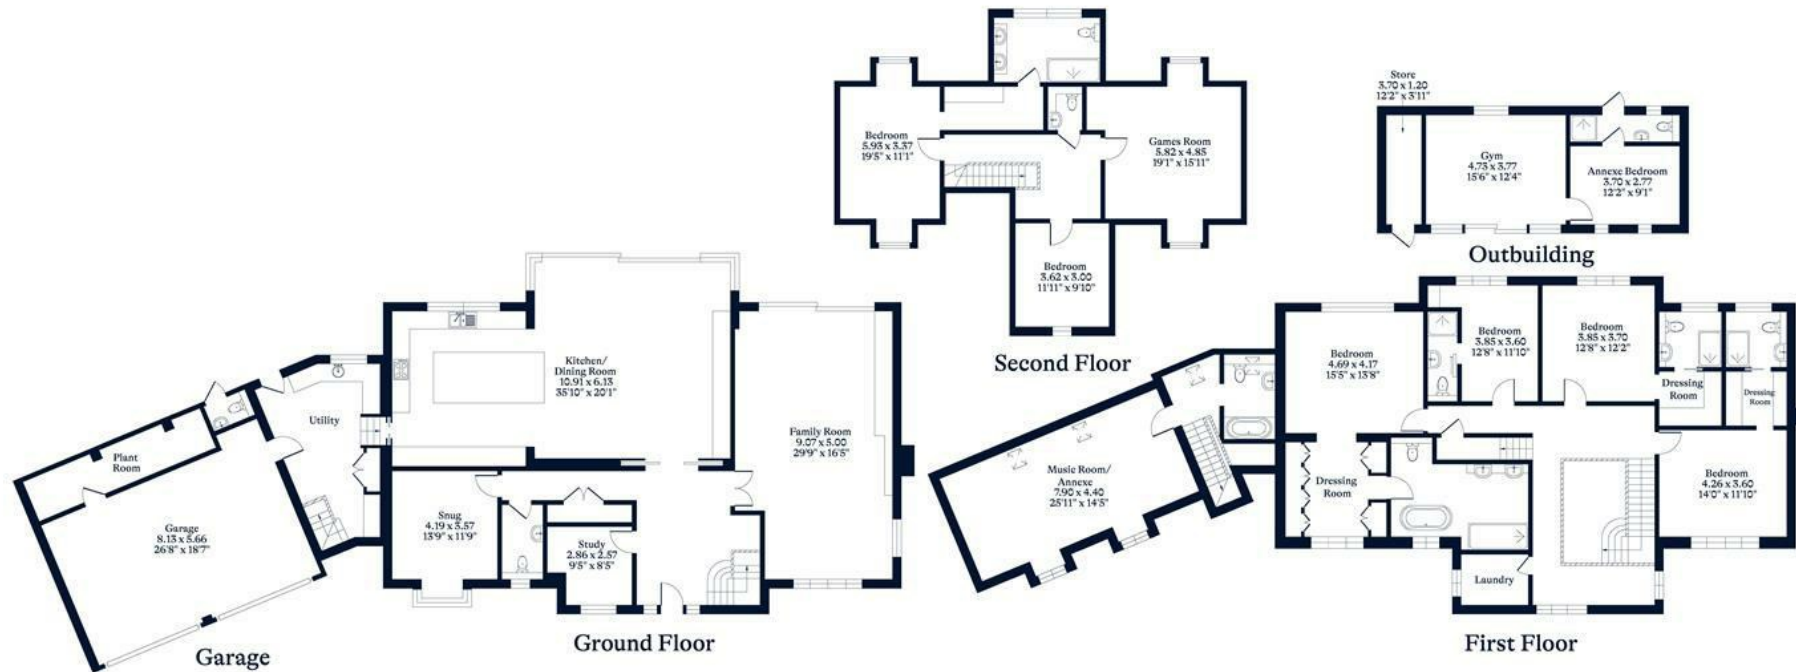 Plant
Room
Garage
8.13 x 5.66
26'8" x 18'7"
Garage
Utility
Kitchen/
Dining Room
10.91 x 6.13
35'10" x 20'1"
Family Room
9.07 x 5.00
29'9" x 16'5"
Snug
4.19 x 3.57
13'9" x 11'9"
Study
2.86 x 2.57
9'5" x 8'5"
Ground Floor
Bedroom
5.93 x 3.37
19'5" x 11'1"
Games Room
5.82 x 4.85
19'1" x 15'11"
Bedroom
3.62 x 3.00
11'11" x 9'10"
Second Floor
Store
3.70 x 1.20
12'2" x 3'11"
Gym
4.73 x 3.77
15'6" x 12'4"
Annexe Bedroom
3.70 x 2.77
12'2" x 9'1"
Outbuilding
Music Room/
Annexe
7.90 x 4.40
25'11" x 14'5"
Bedroom
4.69 x 4.17
15'5" x 13'8"
Bedroom
3.85 x 3.60
12'8" x 11'10"
Bedroom
3.85 x 3.70
12'8" x 12'2"
Dressing
Room
Dressing
Room
Dressing
Room
Bedroom
4.26 x 3.60
14'0" x 11'10"
Laundry
First Floor